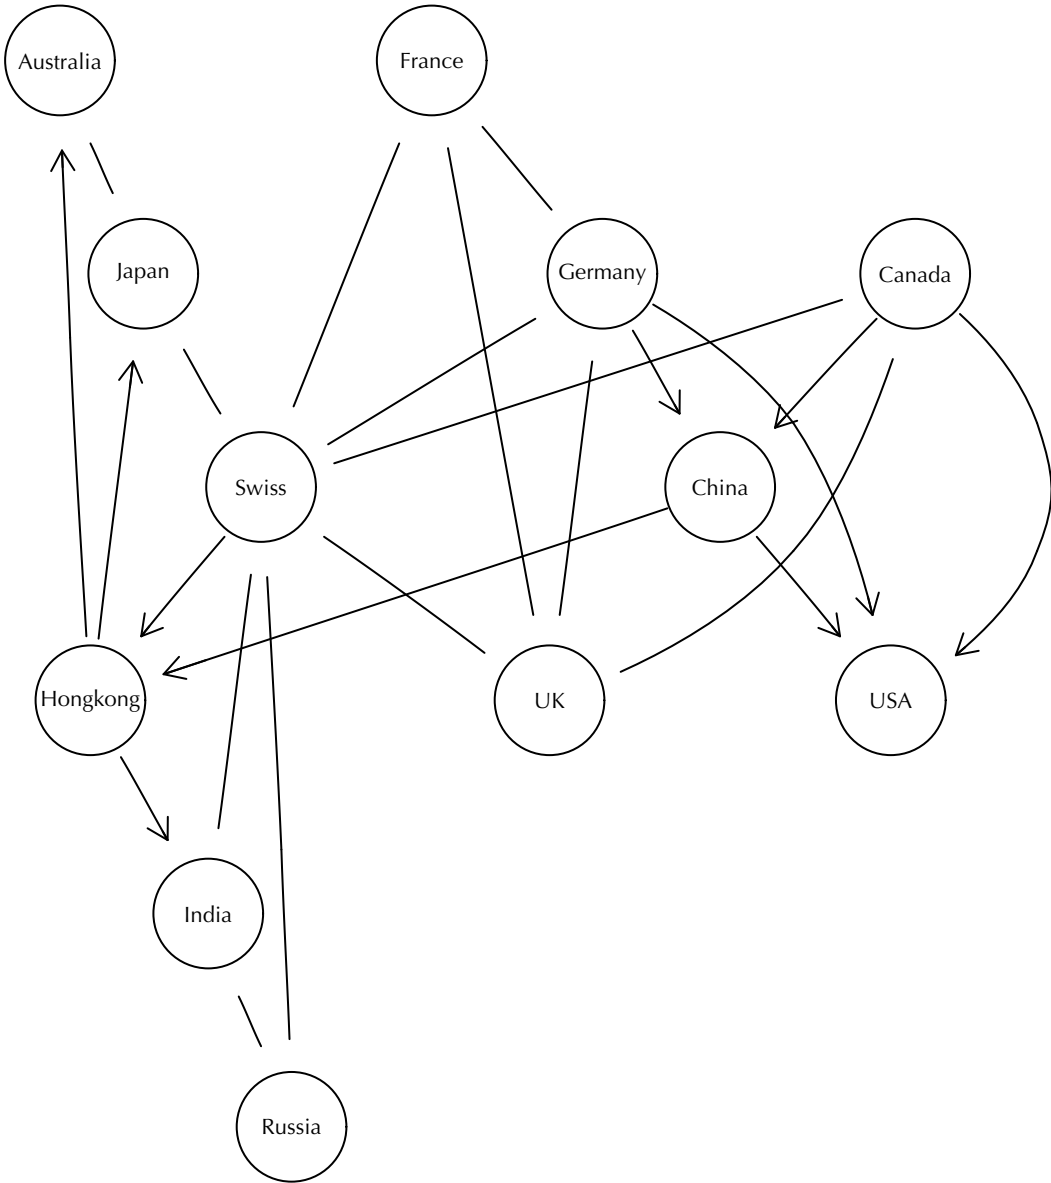 Australia
France
Japan
Germany
Canada
Swiss
China
Hongkong
UK
USA
India
Russia